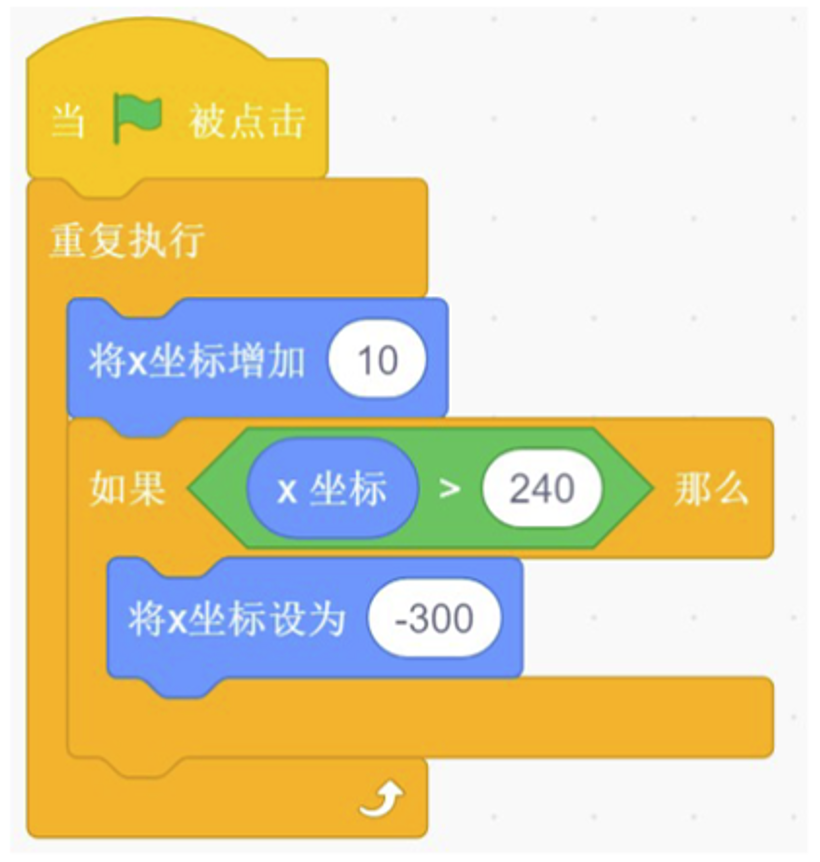 当 被点击
重复执行
将x坐标增加 10
如果 x 坐标 > 240 那么
将x坐标设为 -300